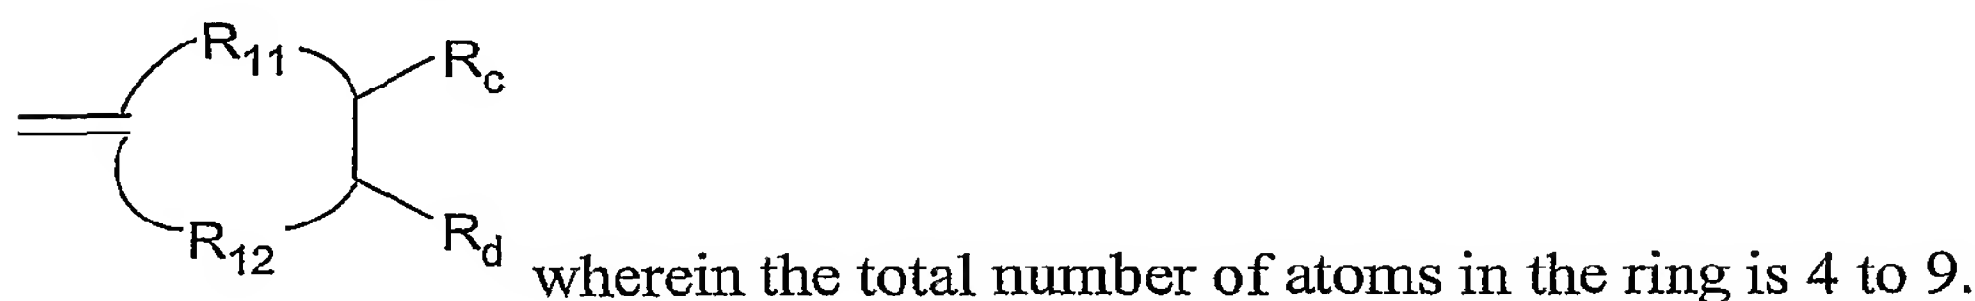 R11
Rc
R12
Rd
wherein the total number of atoms in the ring is 4 to 9.